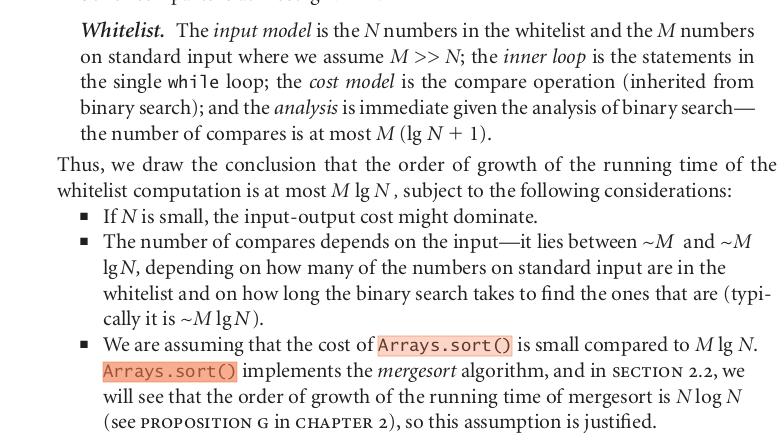 Whitelist. The input model is the N numbers in the whitelist and the M numbers
on standard input where we assume M >> N; the inner loop is the statements in
the single while loop; the cost model is the compare operation (inherited from
binary search); and the analysis is immediate given the analysis of binary search—
the number of compares is at most M (lg N + 1).
Thus, we draw the conclusion that the order of growth of the running time of the
whitelist computation is at most M lg N , subject to the following considerations:
■ If N is small, the input-output cost might dominate.
■ The number of compares depends on the input—it lies between ~M and ~M
lg N, depending on how many of the numbers on standard input are in the
whitelist and on how long the binary search takes to find the ones that are (typi-
cally it is ~M lg N ).
■ We are assuming that the cost of Arrays.sort() is small compared to M lg N.
Arrays.sort() implements the mergesort algorithm, and in SECTION 2.2, we
will see that the order of growth of the running time of mergesort is N log N
(see PROPOSITION G in CHAPTER 2), so this assumption is justified.